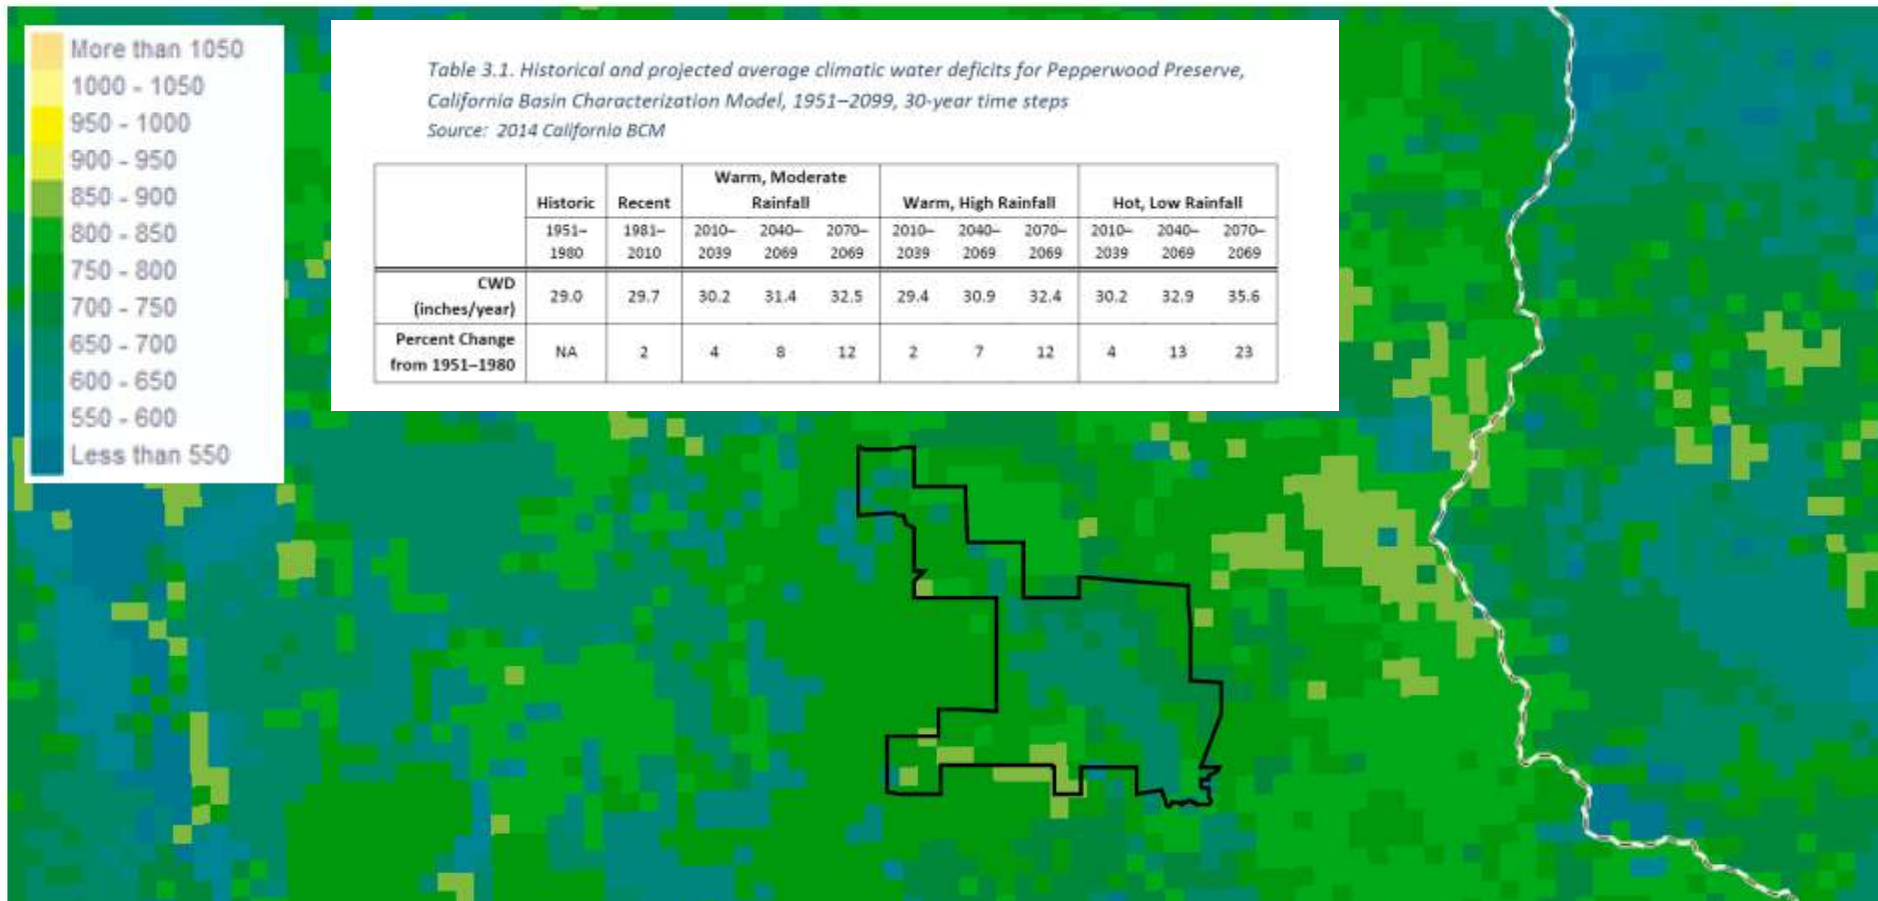 More than 1050
1000 - 1050
950 - 1000
900 - 950
850 - 900
800 - 850
750 - 800
700 - 750
650 - 700
600 - 650
550 - 600
Less than 550
Table 3.1. Historical and projected average climatic water deficits for Pepperwood Preserve,
California Basin Characterization Model, 1951–2099, 30-year time steps
Source: 2014 California BCM
Warm, Moderate
Historic Recent Rainfall Warm, High Rainfall Hot, Low Rainfall
1951– 1981– 2010– 2040– 2070– 2010– 2040– 2070– 2010– 2040– 2070–
1980 2010 2039 2069 2069 2039 2069 2069 2039 2069 2069
CWD
(inches/year) 29.0 29.7 30.2 31.4 32.5 29.4 30.9 32.4 30.2 32.9 35.6
Percent Change
from 1951–1980 NA 2 4 8 12 2 7 12 4 13 23